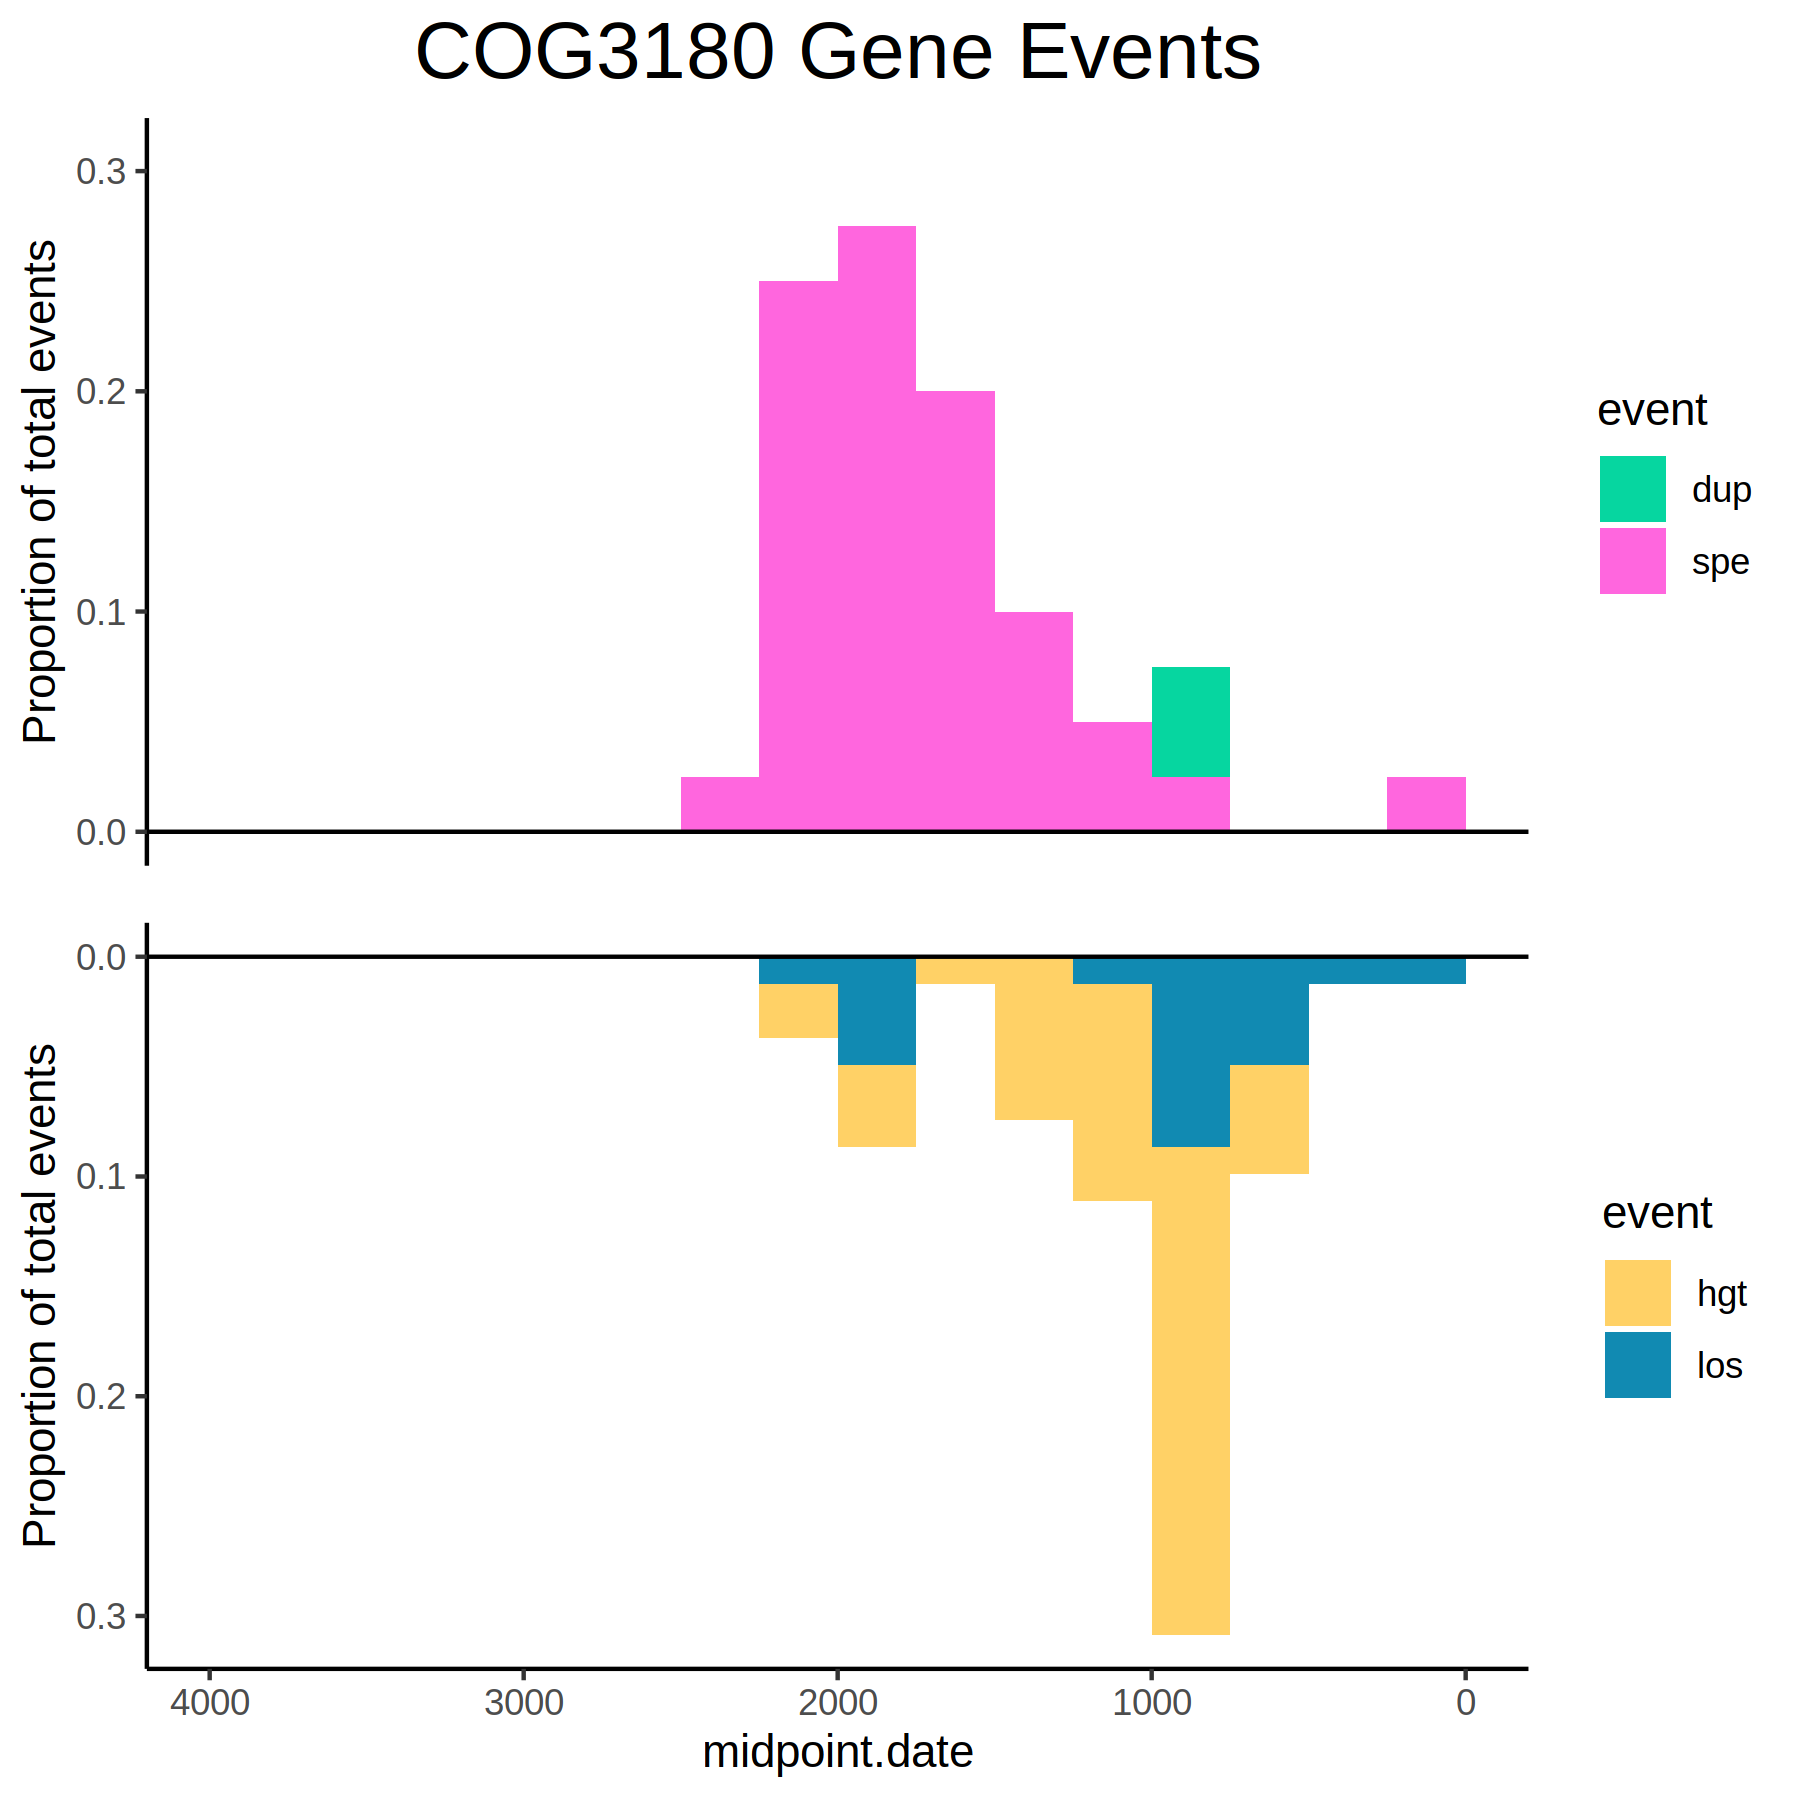 COG3180 Gene Events
Proportion of total events
0.3
0.2
0.1
0.0
event
dup
spe
Proportion of total events
0.0
0.1
0.2
0.3
event
hgt
los
4000 3000 2000 1000 0
midpoint.date